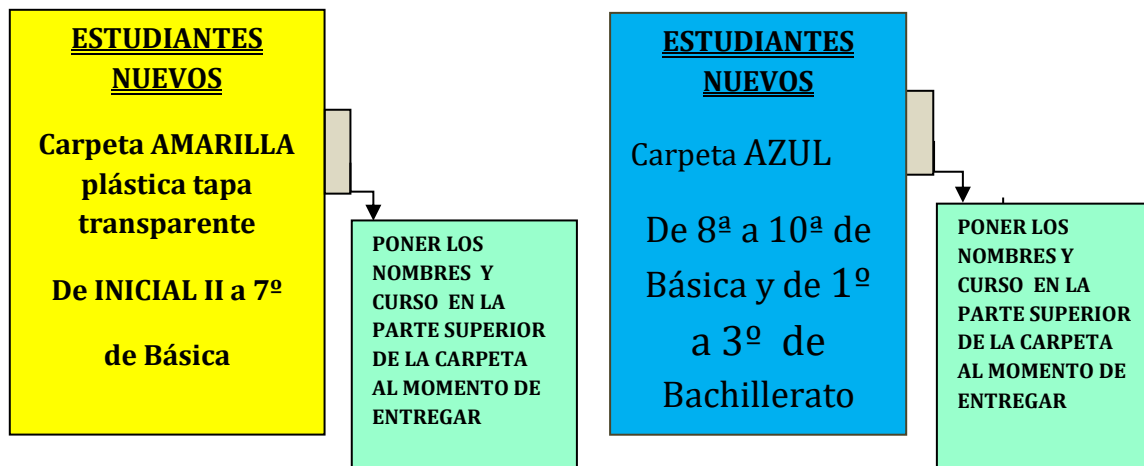 ESTUDIANTES
NUEVOS
Carpeta AMARILLA
plástica tapa
transparente
De INICIAL II a 7º
de Básica
PONER LOS
NOMBRES Y
CURSO EN LA
PARTE SUPERIOR
DE LA CARPETA
AL MOMENTO DE
ENTREGAR
ESTUDIANTES
NUEVOS
Carpeta AZUL
De 8ª a 10ª de
Básica y de 1º
a 3º de
Bachillerato
PONER LOS
NOMBRES Y
CURSO EN LA
PARTE SUPERIOR
DE LA CARPETA
AL MOMENTO DE
ENTREGAR